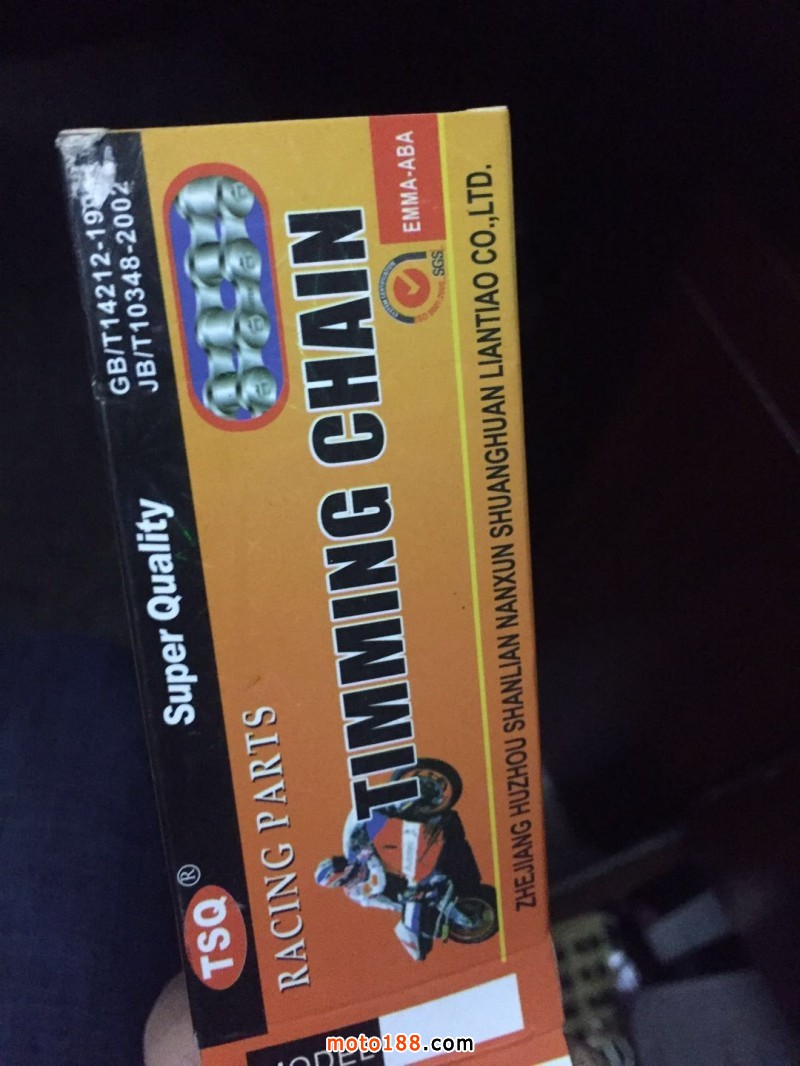 TSQ®
Super Quality
GB/T14212-19
JB/T10348-2002
RACING PARTS
TIMMING CHAIN
EMMA-ABA
SGS
ZHEJIANG HUZHOU SHANLIAN NANXUN SHUANGHUAN LIANTIAO CO.,LTD.
MODEL
moto188.com